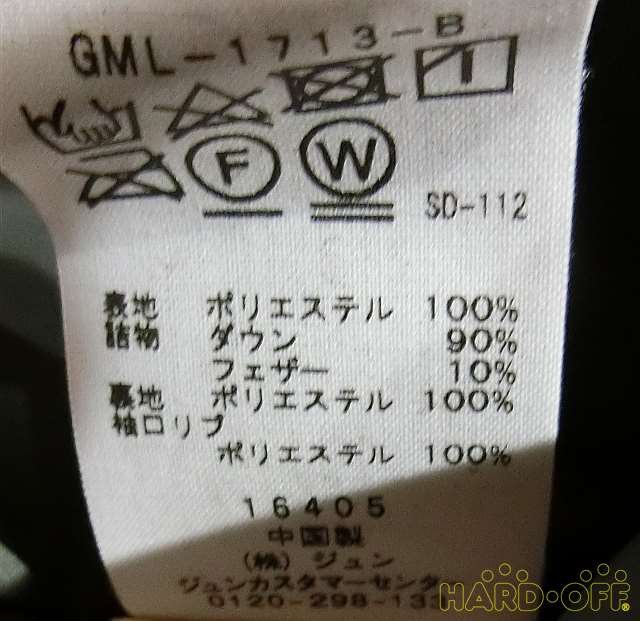 GML-1713-B
F W SD-112
表地 ポリエステル 100%
詰物 ダウン 90%
フェザー 10%
裏地 ポリエステル 100%
袖口リブ
ポリエステル 100%
16405
中国製
(株) ジュン
ジュンカスタマーセンター
0120-298-133
HARD・OFF